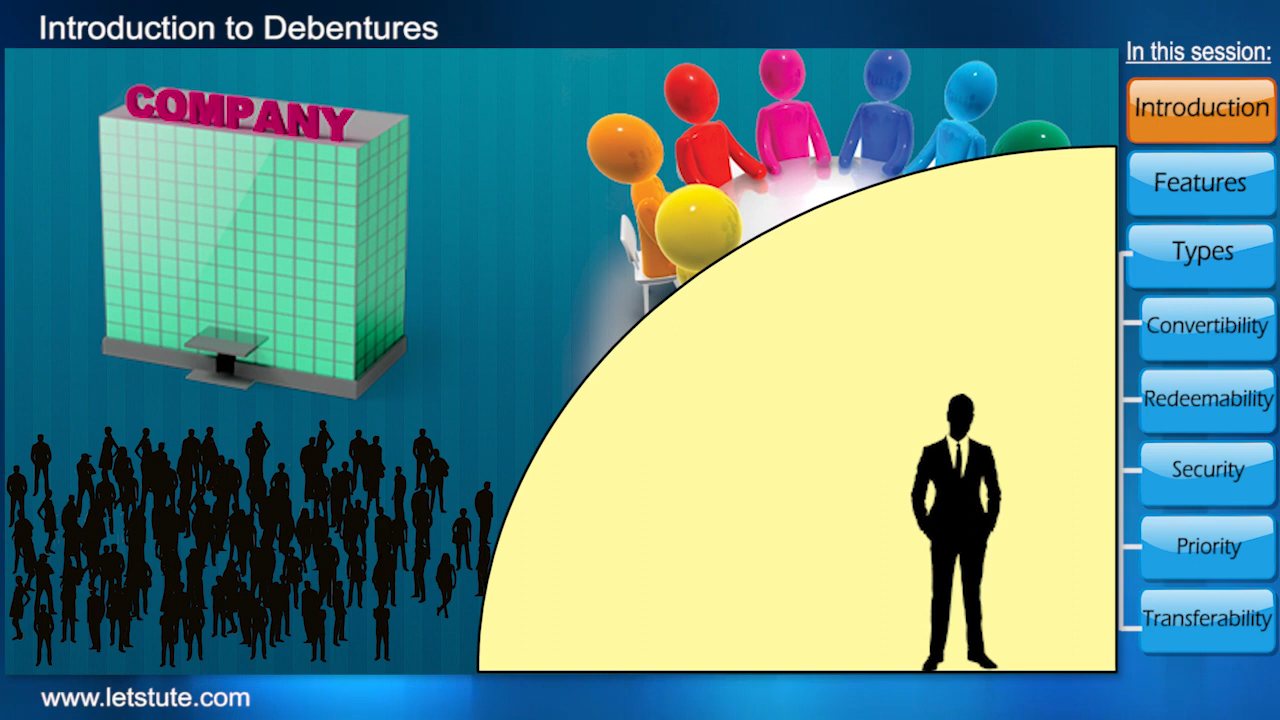 Introduction to Debentures
COMPANY
In this session:
Introduction
Features
Types
Convertibility
Redeemability
Security
Priority
Transferability
www.letstute.com